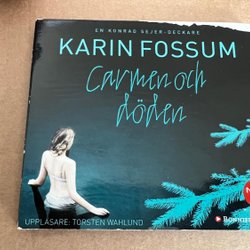 EN KONRAD SEJER-DECKARE
KARIN FOSSUM
Carmen och
döden
UPPLÄSARE: TORSTEN WAHLUND